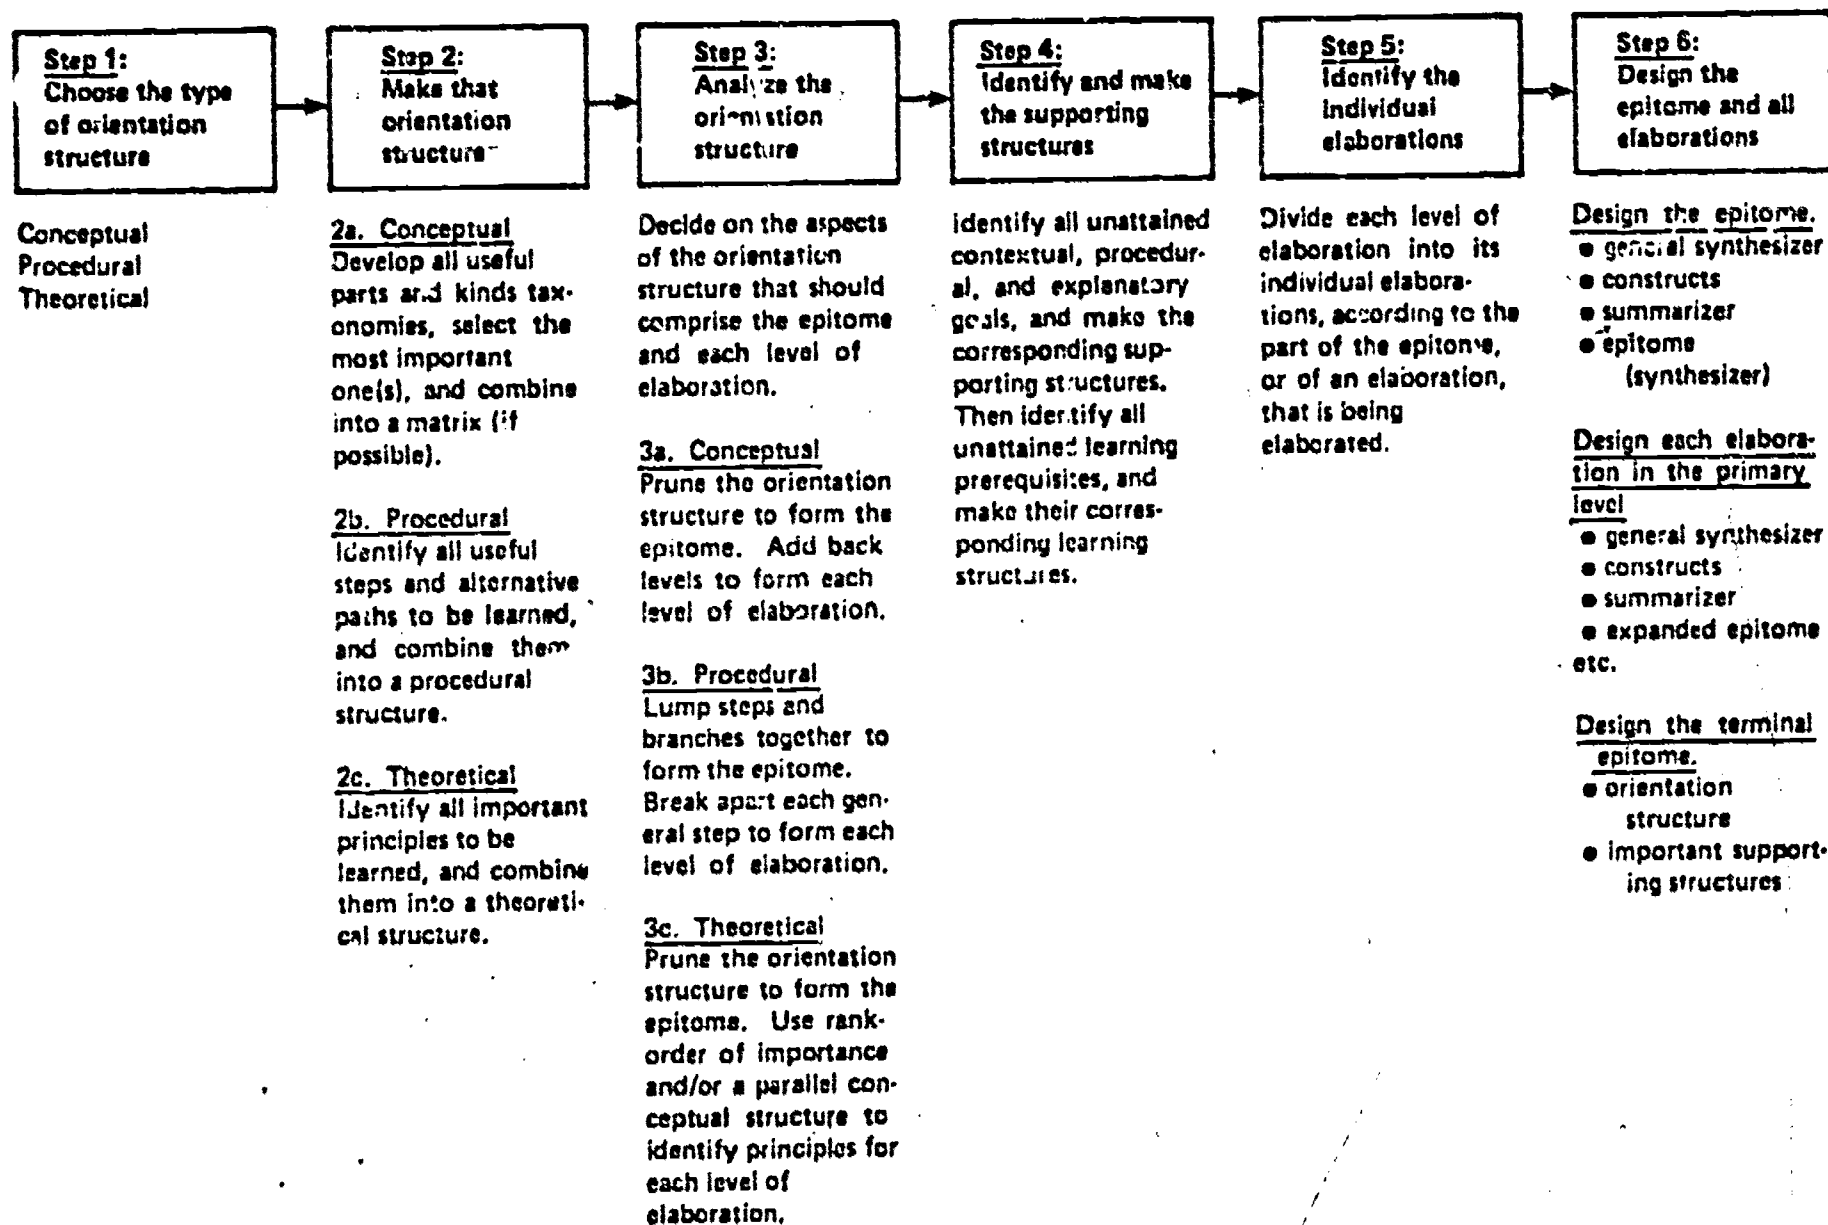 Step 1:
Choose the type
of orientation
structure
Step 2:
Make that
orientation
structure
Step 3:
Analyze the
orientation
structure
Step 4:
Identify and make
the supporting
structures
Step 5:
Identify the
individual
elaborations
Step 6:
Design the
epitome and all
elaborations
Conceptual
Procedural
Theoretical
2a. Conceptual
Develop all useful
parts and kinds tax-
onomies, select the
most important
one(s), and combine
into a matrix (if
possible).
2b. Procedural
Identify all useful
steps and alternative
paths to be learned,
and combine them
into a procedural
structure.
2c. Theoretical
Identify all important
principles to be
learned, and combine
them into a theoreti-
cal structure.
Decide on the aspects
of the orientation
structure that should
comprise the epitome
and each level of
elaboration.
3a. Conceptual
Prune the orientation
structure to form the
epitome. Add back
levels to form each
level of elaboration.
3b. Procedural
Lump steps and
branches together to
form the epitome.
Break apart each gen-
eral step to form each
level of elaboration.
3c. Theoretical
Prune the orientation
structure to form the
epitome. Use rank-
order of importance
and/or a parallel con-
ceptual structure to
identify principles for
each level of
elaboration.
Identify all unattained
contextual, procedur-
al, and explanatory
goals, and make the
corresponding sup-
porting structures.
Then identify all
unattained learning
prerequisites, and
make their corres-
ponding learning
structures.
Divide each level of
elaboration into its
individual elabora-
tions, according to the
part of the epitome,
or of an elaboration,
that is being
elaborated.
Design the epitome.
● general synthesizer
● constructs
● summarizer
● epitome
(synthesizer)
Design each elabora-
tion in the primary
level
● general synthesizer
● constructs
● summarizer
● expanded epitome
etc.
Design the terminal
epitome.
● orientation
structure
● important support-
ing structures